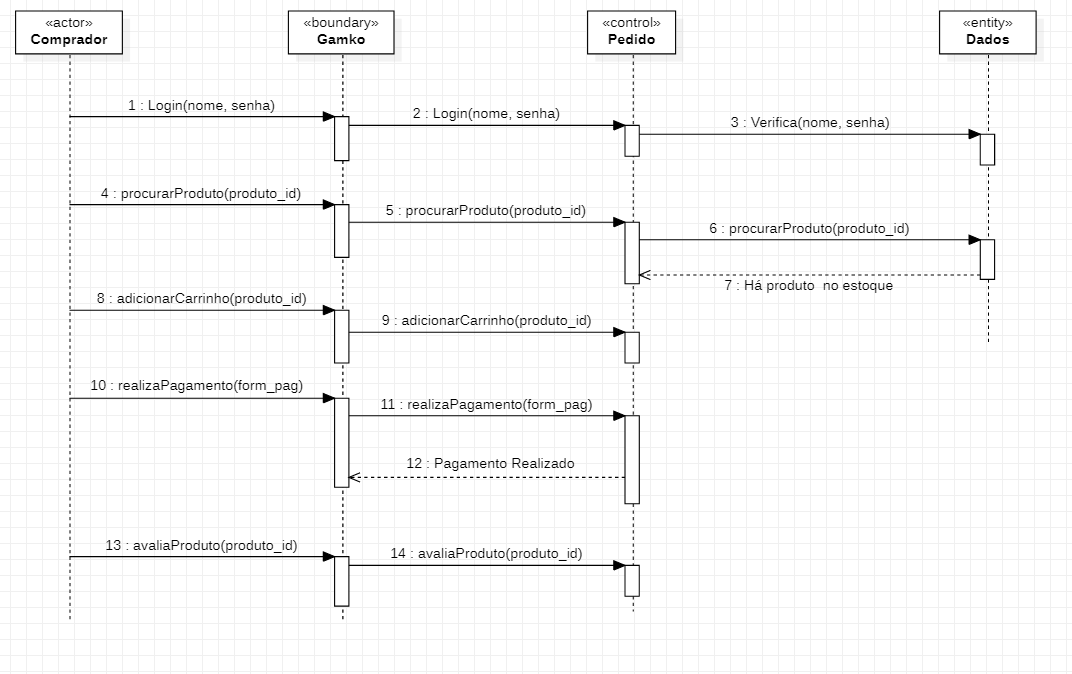 «actor»
Comprador
«boundary»
Gamko
«control»
Pedido
«entity»
Dados
1 : Login(nome, senha)
2 : Login(nome, senha)
3 : Verifica(nome, senha)
4 : procurarProduto(produto_id)
5 : procurarProduto(produto_id)
6 : procurarProduto(produto_id)
7 : Há produto  no estoque
8 : adicionarCarrinho(produto_id)
9 : adicionarCarrinho(produto_id)
10 : realizaPagamento(form_pag)
11 : realizaPagamento(form_pag)
12 : Pagamento Realizado
13 : avaliaProduto(produto_id)
14 : avaliaProduto(produto_id)